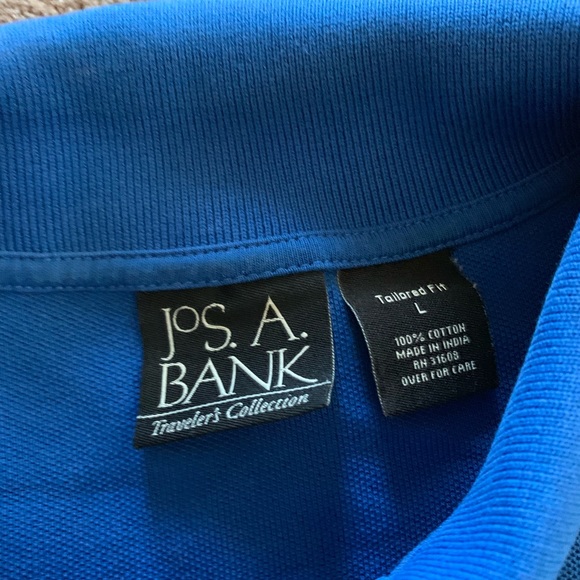 JOS. A.
BANK
Traveler's Collection
Tailored Fit
L
100% COTTON
MADE IN INDIA
RN 31608
OVER FOR CARE